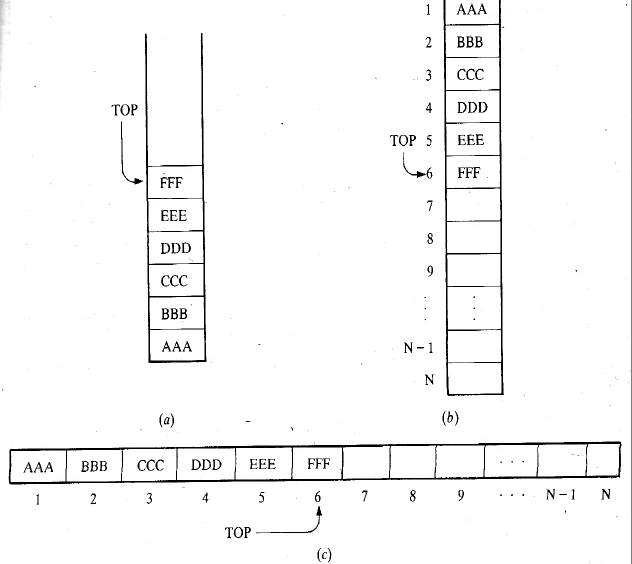 TOP
FFF
EEE
DDD
CCC
BBB
AAA
(a)
1 AAA
2 BBB
3 CCC
4 DDD
TOP 5 EEE
6 FFF
7
8
9
N-1
N
(b)
AAA BBB CCC DDD EEE FFF ...
1 2 3 4 5 6 7 8 9 ... N-1 N
TOP
(c)